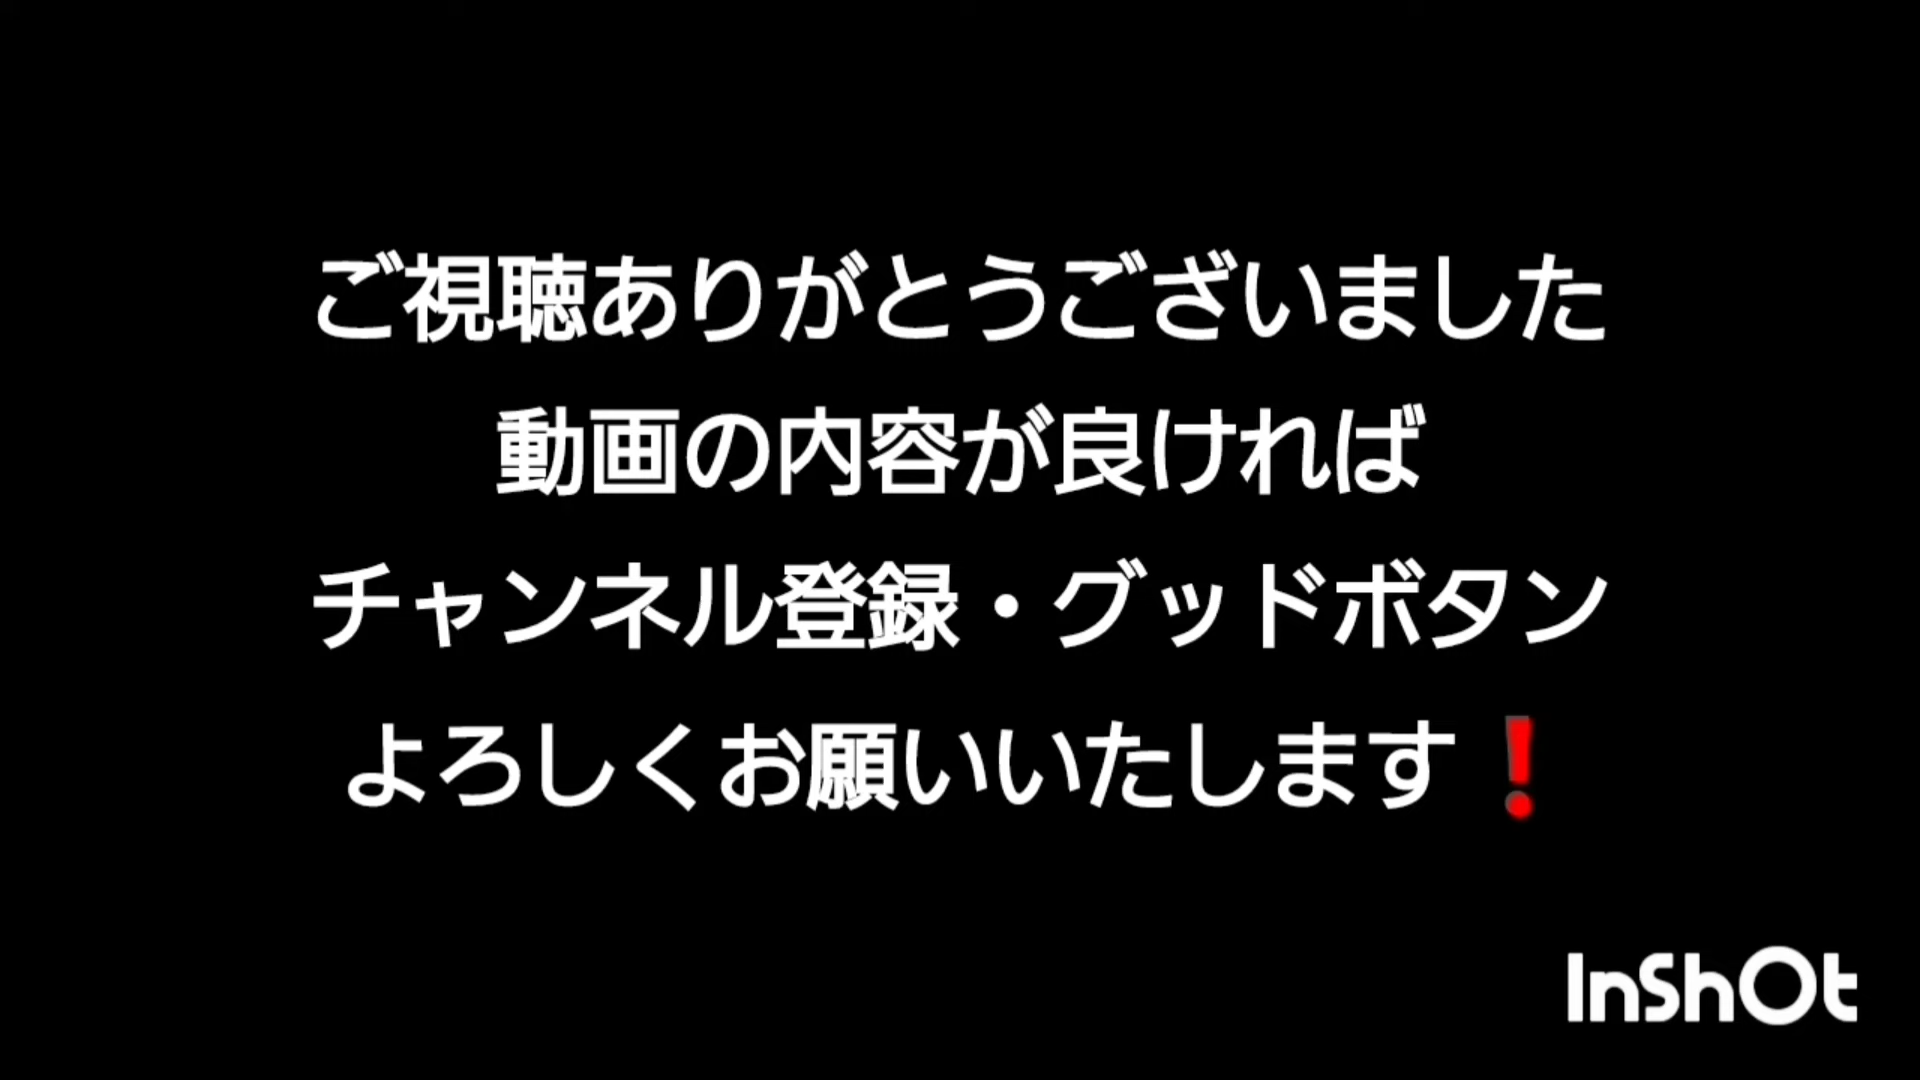 ご視聴ありがとうございました
動画の内容が良ければ
チャンネル登録・グッドボタン
よろしくお願いいたします❗
InShOt